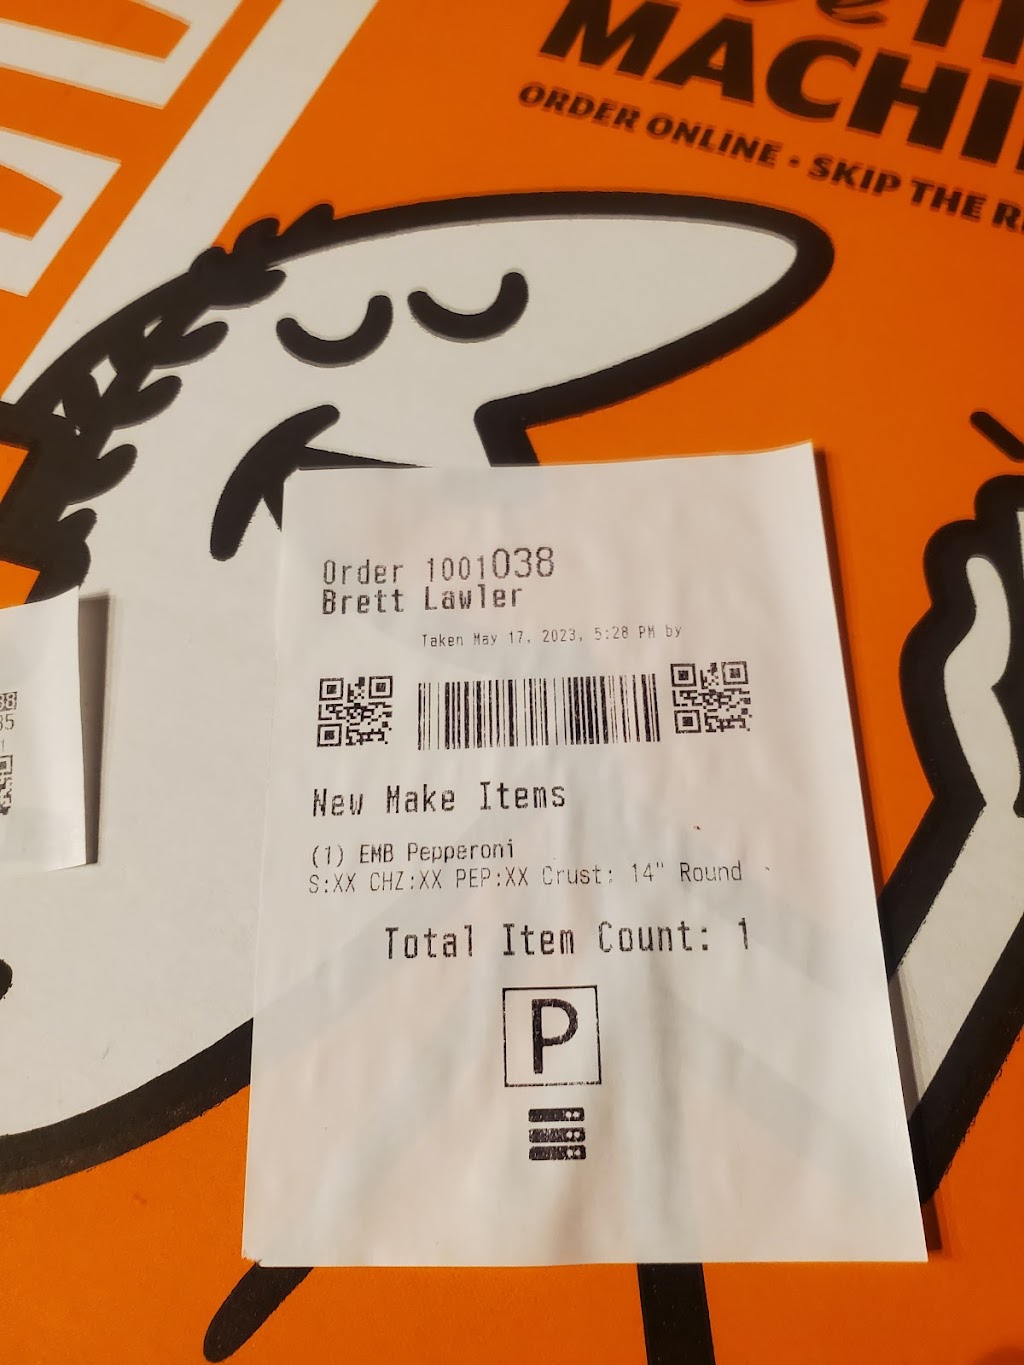 MACHI
ORDER ONLINE • SKIP THE R
Order 1001038
Brett Lawler
Taken May 17, 2023, 5:28 PM by
New Make Items
(1) EMB Pepperoni
S:XX CHZ:XX PEP:XX Crust: 14" Round
Total Item Count: 1
P